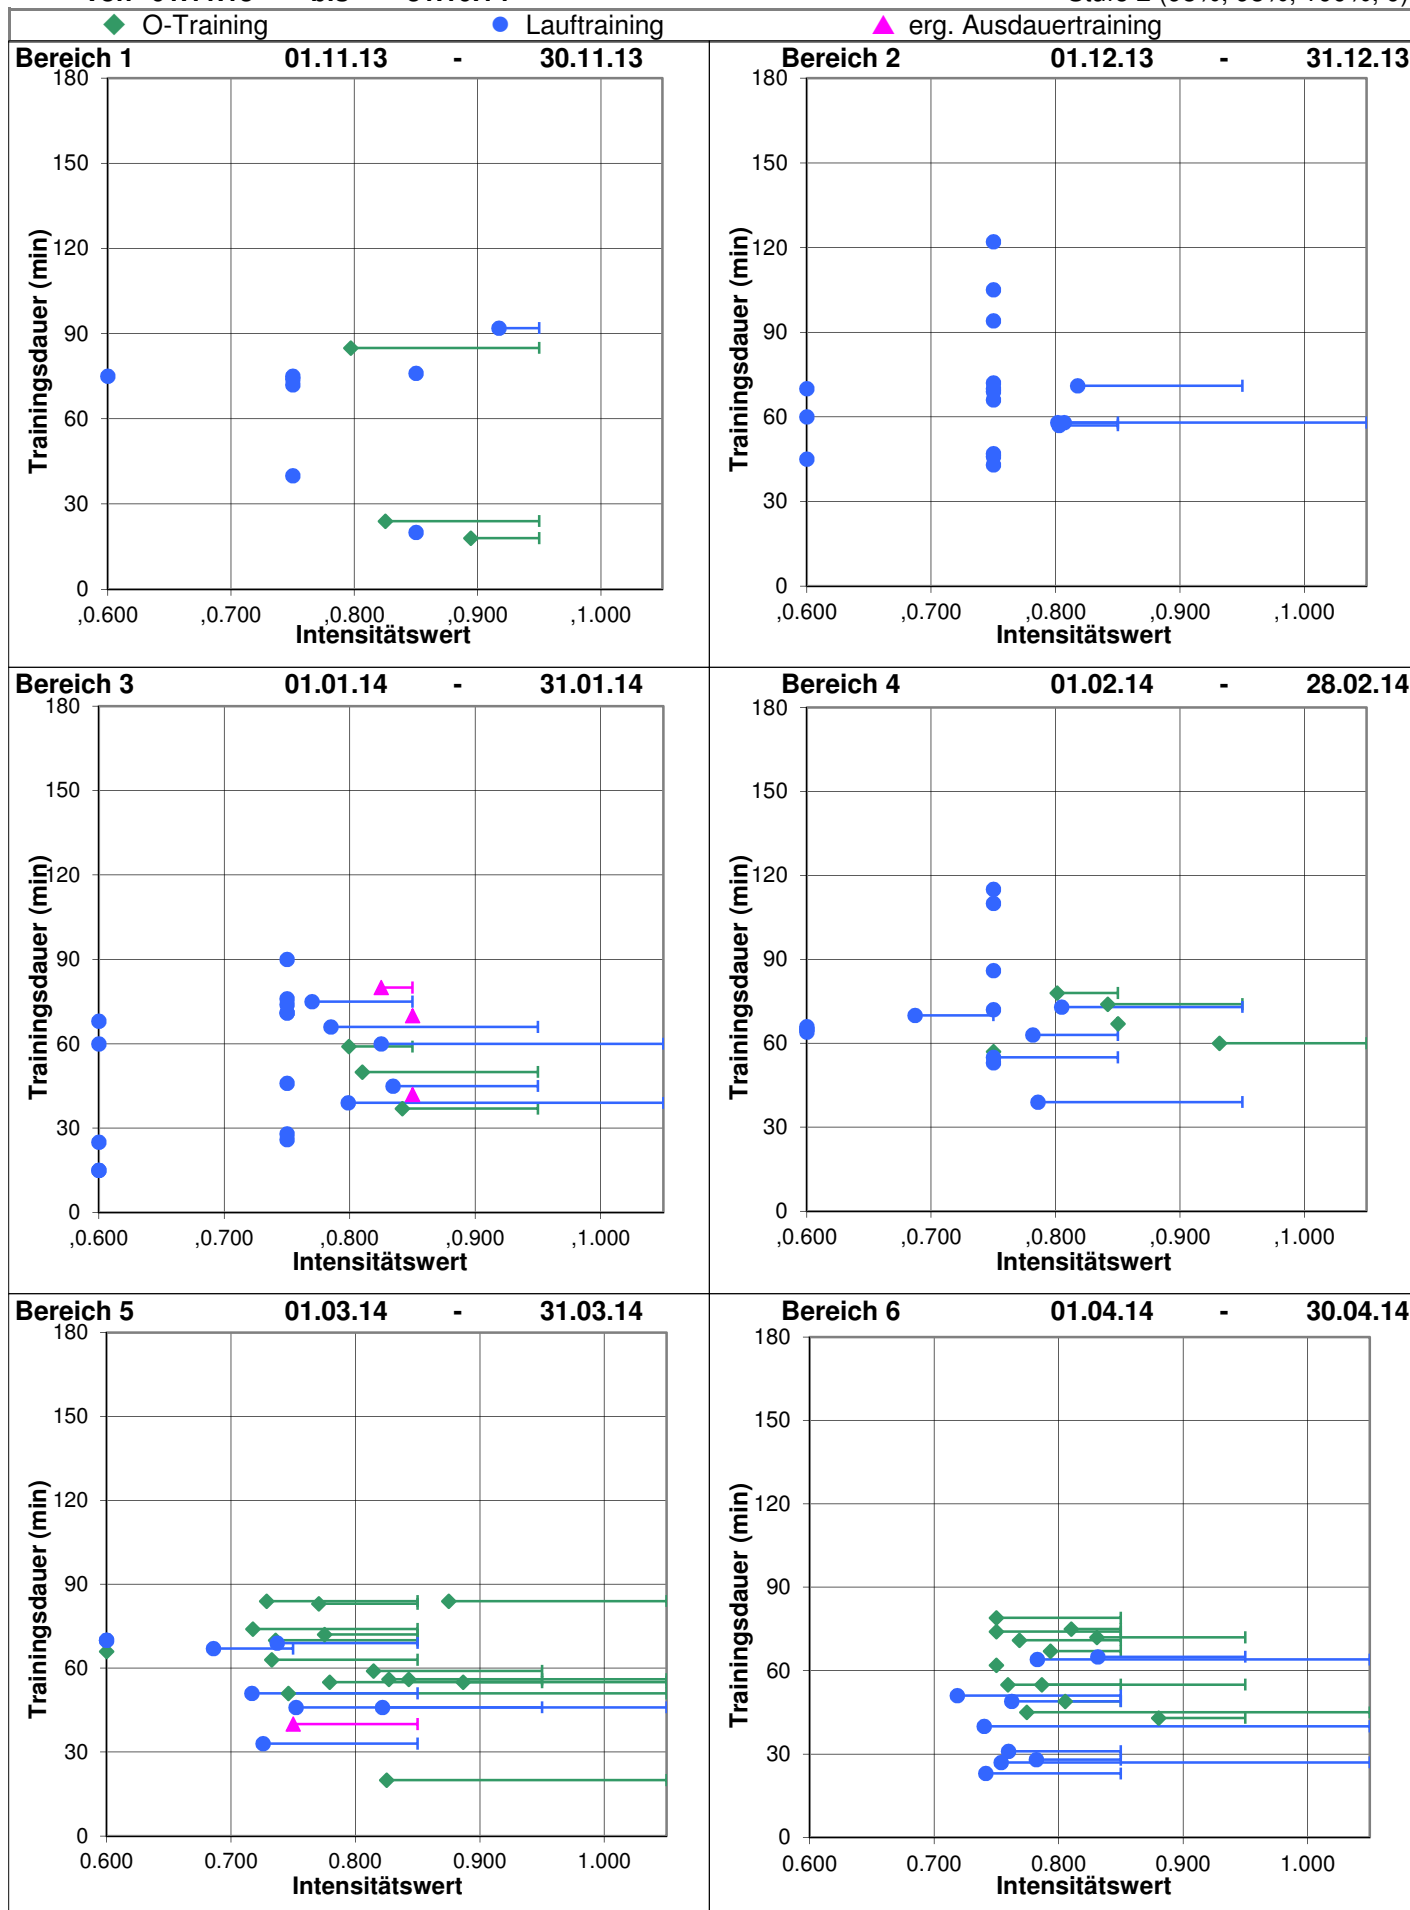 O-Training Lauftraining erg. Ausdauertraining
Bereich 1 01.11.13 - 30.11.13
180
150
120
90
60
30
0
Trainingsdauer (min)
,0.600 ,0.700 ,0.800 ,0.900 ,1.000
Intensitätswert
Bereich 2 01.12.13 - 31.12.13
180
150
120
90
60
30
0
Trainingsdauer (min)
,0.600 ,0.700 ,0.800 ,0.900 ,1.000
Intensitätswert
Bereich 3 01.01.14 - 31.01.14
180
150
120
90
60
30
0
Trainingsdauer (min)
,0.600 ,0.700 ,0.800 ,0.900 ,1.000
Intensitätswert
Bereich 4 01.02.14 - 28.02.14
180
150
120
90
60
30
0
Trainingsdauer (min)
,0.600 ,0.700 ,0.800 ,0.900 ,1.000
Intensitätswert
Bereich 5 01.03.14 - 31.03.14
180
150
120
90
60
30
0
Trainingsdauer (min)
0.600 0.700 0.800 0.900 1.000
Intensitätswert
Bereich 6 01.04.14 - 30.04.14
180
150
120
90
60
30
0
Trainingsdauer (min)
0.600 0.700 0.800 0.900 1.000
Intensitätswert